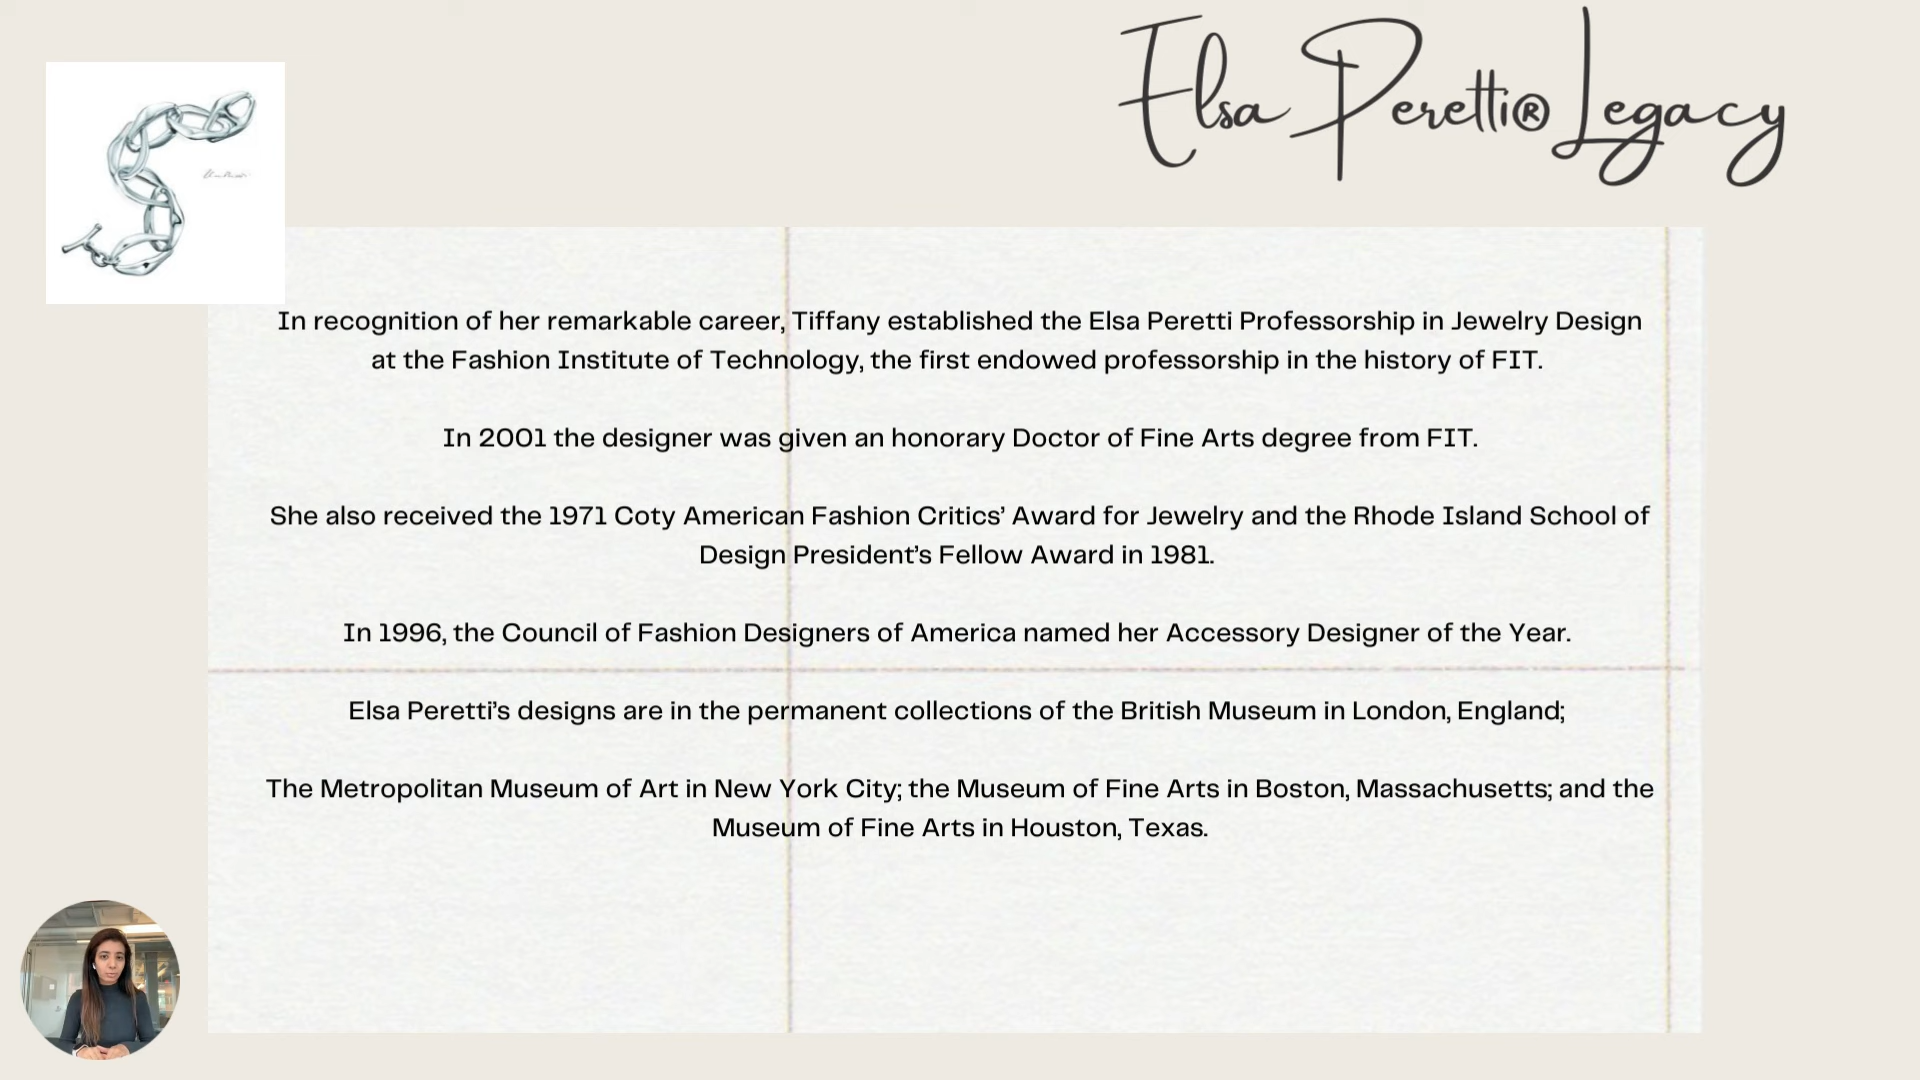 Elsa Peretti® Legacy
In recognition of her remarkable career, Tiffany established the Elsa Peretti Professorship in Jewelry Design
at the Fashion Institute of Technology, the first endowed professorship in the history of FIT.
In 2001 the designer was given an honorary Doctor of Fine Arts degree from FIT.
She also received the 1971 Coty American Fashion Critics’ Award for Jewelry and the Rhode Island School of
Design President’s Fellow Award in 1981.
In 1996, the Council of Fashion Designers of America named her Accessory Designer of the Year.
Elsa Peretti’s designs are in the permanent collections of the British Museum in London, England;
The Metropolitan Museum of Art in New York City; the Museum of Fine Arts in Boston, Massachusetts; and the
Museum of Fine Arts in Houston, Texas.